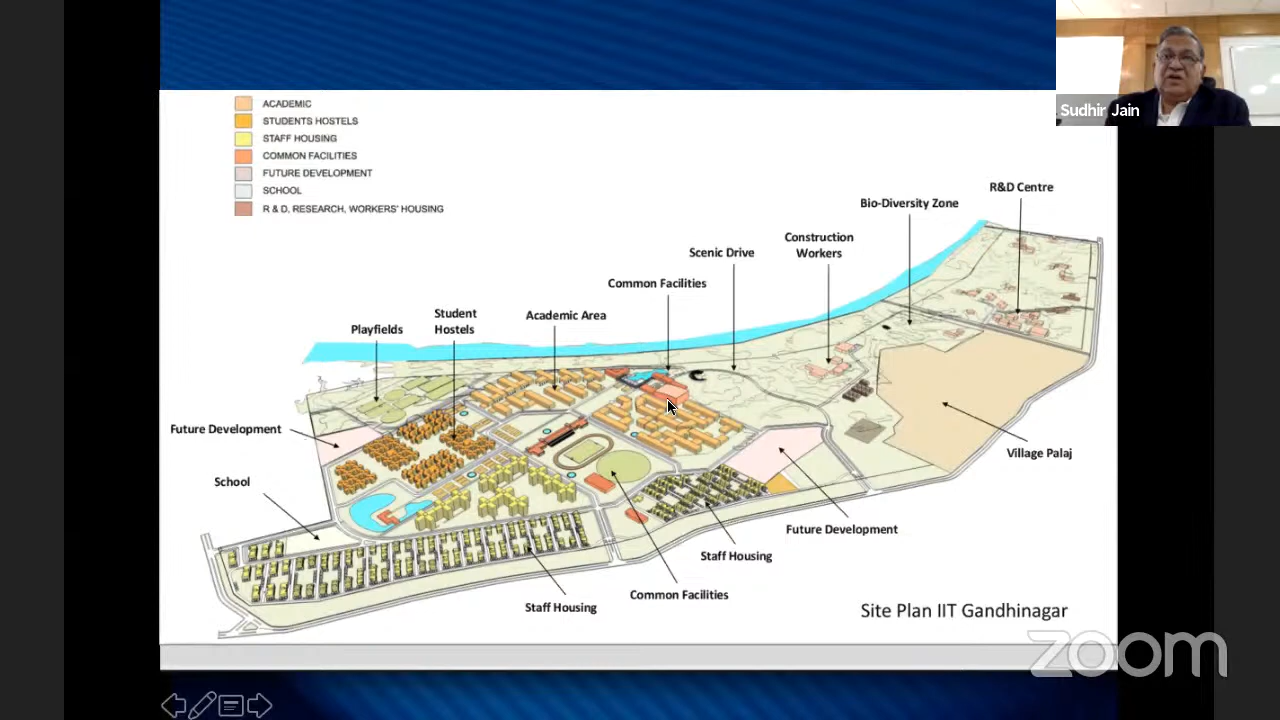 Sudhir Jain
ACADEMIC
STUDENTS HOSTELS
STAFF HOUSING
COMMON FACILITIES
FUTURE DEVELOPMENT
SCHOOL
R & D, RESEARCH, WORKERS' HOUSING
R&D Centre
Bio-Diversity Zone
Construction
Workers
Scenic Drive
Common Facilities
Academic Area
Student
Hostels
Playfields
Future Development
School
Village Palaj
Future Development
Staff Housing
Common Facilities
Staff Housing
Site Plan IIT Gandhinagar
zoom